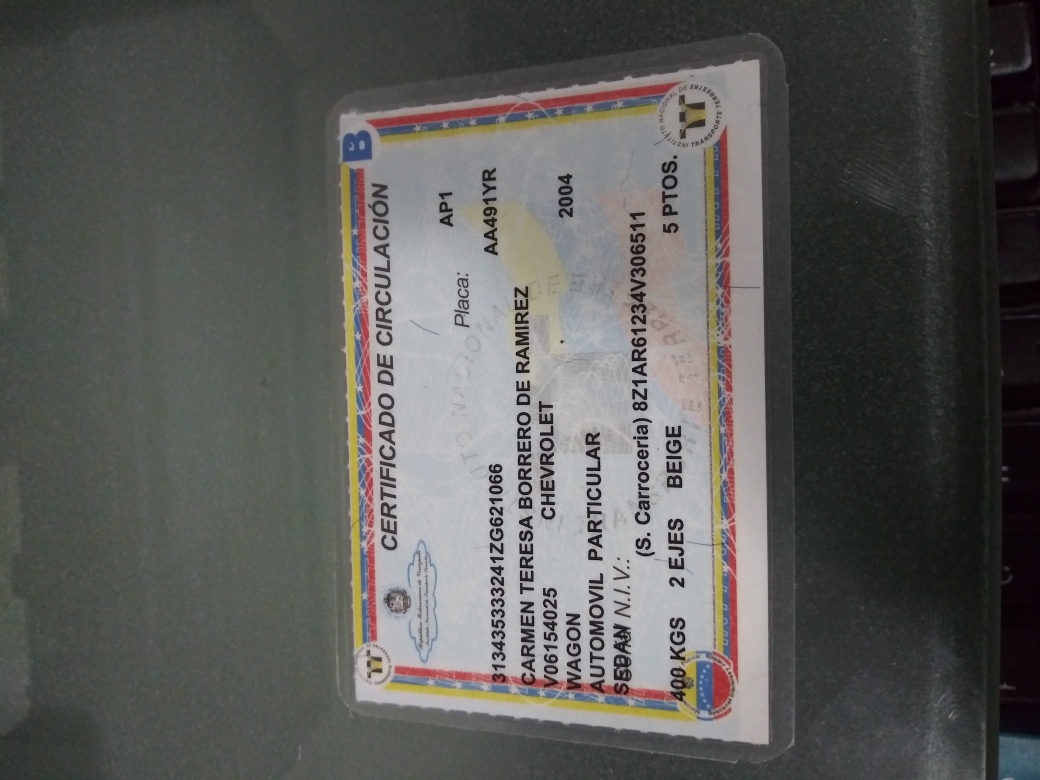 B
CERTIFICADO DE CIRCULACIÓN
República Bolivariana de Venezuela
Instituto Nacional de Transporte Terrestre
AP1
Placa:
313435333241ZG621066 AA491YR
CARMEN TERESA BORRERO DE RAMIREZ
V06154025 CHEVROLET
WAGON 2004
AUTOMOVIL PARTICULAR
SEDAN N.I.V.:
(S. Carroceria) 8Z1AR61234V306511
400 KGS 2 EJES BEIGE 5 PTOS.
INSTITUTO NACIONAL DE
TRANSPORTE TERRESTRE